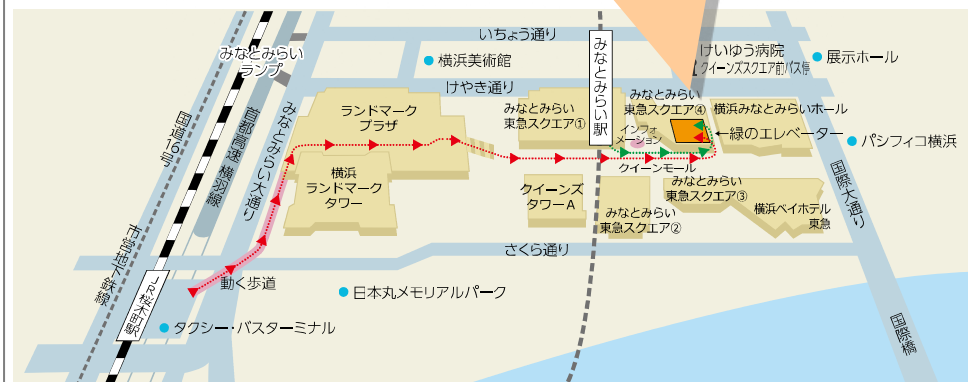 いちょう通り
みなとみらい
ランプ
横浜美術館
けいゆう病院
クイーンズスクエア前バス停
展示ホール
けやき通り
みなとみらい駅
国道16号
首都高速 横羽線
みなとみらい大通り
ランドマーク
プラザ
みなとみらい
東急スクエア①
みなとみらい
東急スクエア④
横浜みなとみらいホール
インフォ
メーション
←緑のエレベーター
パシフィコ横浜
クイーンモール
横浜
ランドマーク
タワー
クイーンズ
タワーA
みなとみらい
東急スクエア③
みなとみらい
東急スクエア②
横浜ベイホテル
東急
国際大通り
市営地下鉄線
さくら通り
JR桜木町駅
動く歩道
日本丸メモリアルパーク
タクシー・バスターミナル
国際橋